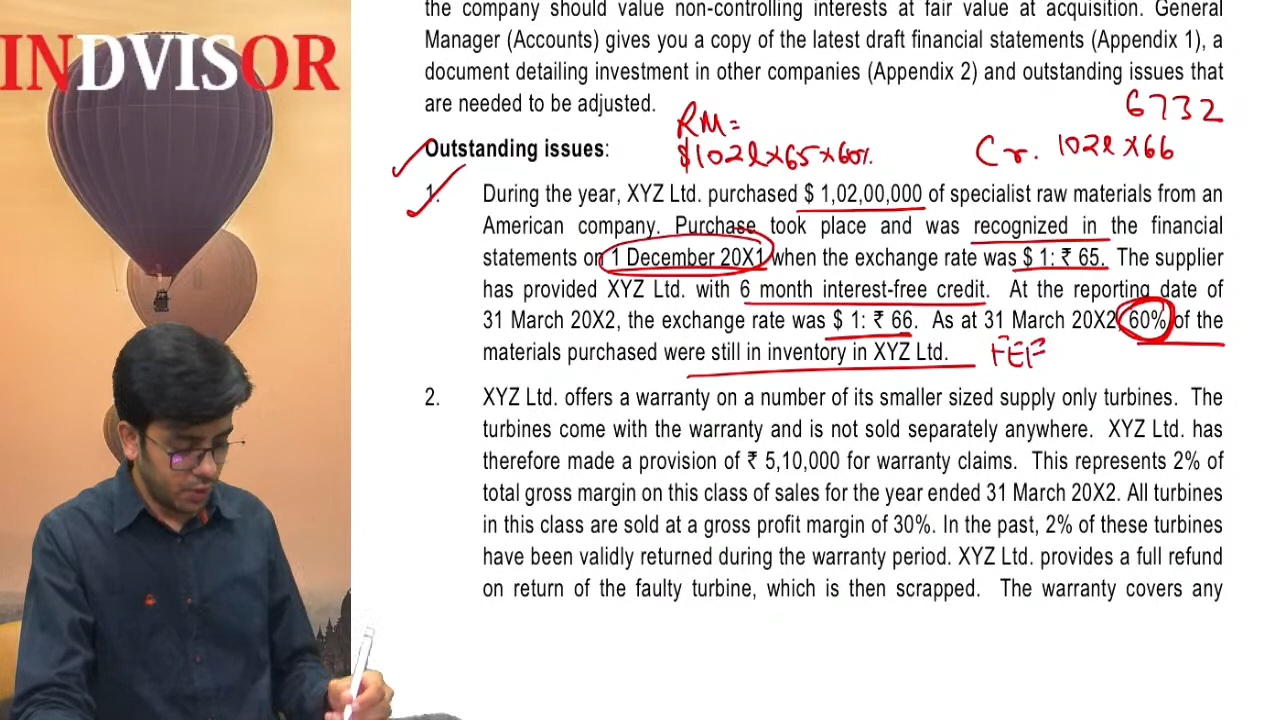 INDVISOR
the company should value non-controlling interests at fair value at acquisition. General
Manager (Accounts) gives you a copy of the latest draft financial statements (Appendix 1), a
document detailing investment in other companies (Appendix 2) and outstanding issues that
are needed to be adjusted.
6732
RM=
$102l×65×60%
Cr. 102l×66
Outstanding issues:
1. During the year, XYZ Ltd. purchased $ 1,02,00,000 of specialist raw materials from an
American company. Purchase took place and was recognized in the financial
statements on 1 December 20X1 when the exchange rate was $ 1: ₹ 65. The supplier
has provided XYZ Ltd. with 6 month interest-free credit. At the reporting date of
31 March 20X2, the exchange rate was $ 1: ₹ 66. As at 31 March 20X2 60% of the
materials purchased were still in inventory in XYZ Ltd. FEF
2. XYZ Ltd. offers a warranty on a number of its smaller sized supply only turbines. The
turbines come with the warranty and is not sold separately anywhere. XYZ Ltd. has
therefore made a provision of ₹ 5,10,000 for warranty claims. This represents 2% of
total gross margin on this class of sales for the year ended 31 March 20X2. All turbines
in this class are sold at a gross profit margin of 30%. In the past, 2% of these turbines
have been validly returned during the warranty period. XYZ Ltd. provides a full refund
on return of the faulty turbine, which is then scrapped. The warranty covers any